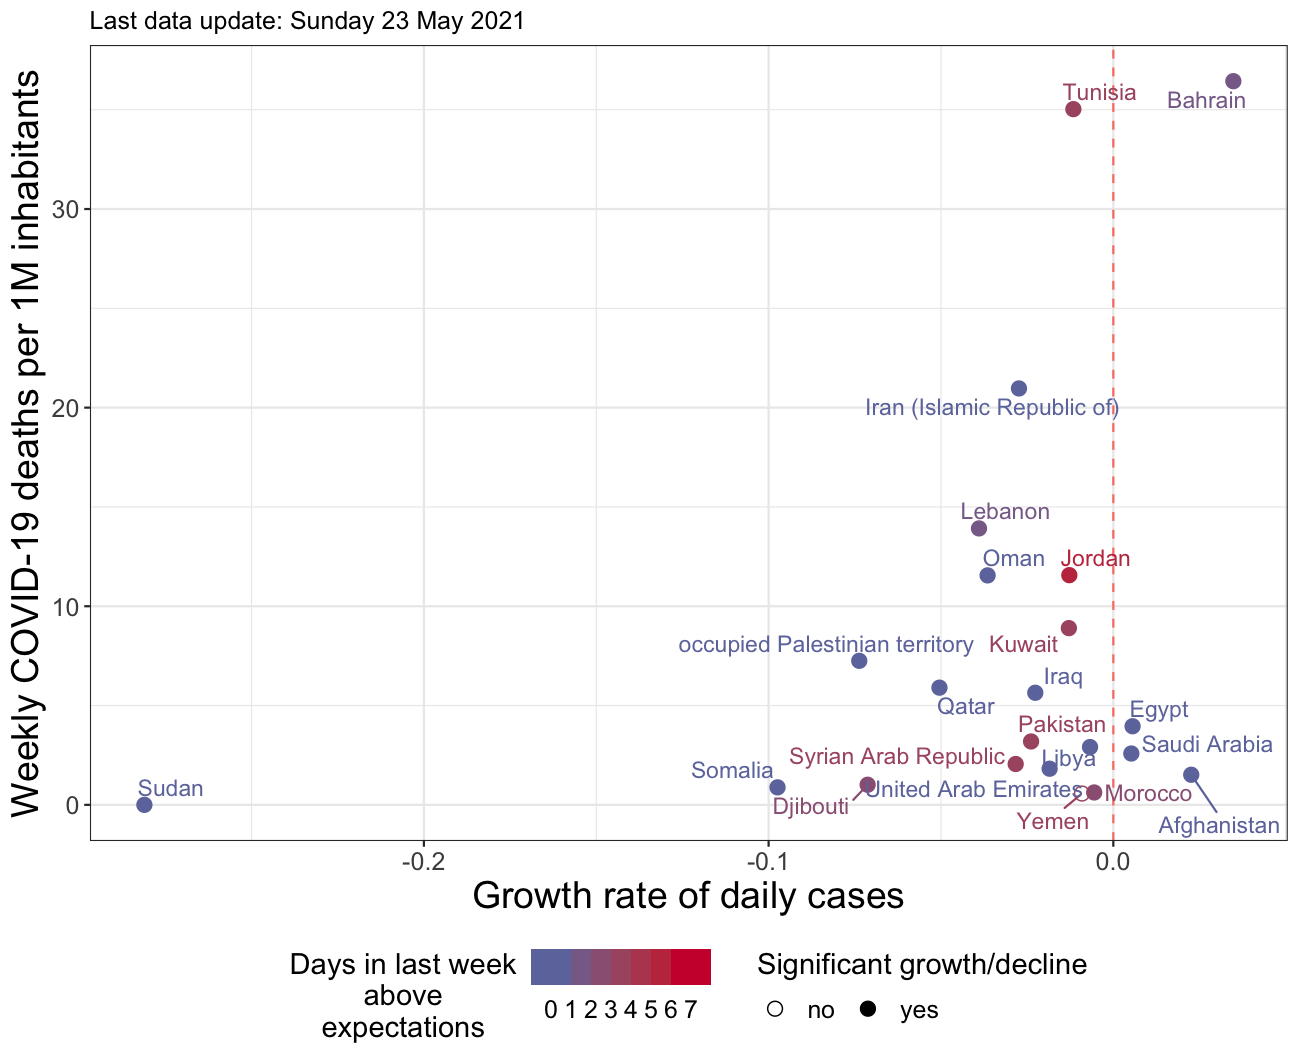 Last data update: Sunday 23 May 2021
Weekly COVID-19 deaths per 1M inhabitants
30
20
10
0
Tunisia
Bahrain
Iran (Islamic Republic of)
Lebanon
Oman
Jordan
occupied Palestinian territory
Kuwait
Iraq
Qatar
Egypt
Pakistan
Saudi Arabia
Syrian Arab Republic
Libya
Somalia
Sudan
United Arab Emirates
Morocco
Djibouti
Yemen
Afghanistan
-0.2
-0.1
0.0
Growth rate of daily cases
Days in last week
above
expectations
0 1 2 3 4 5 6 7
Significant growth/decline
no
yes